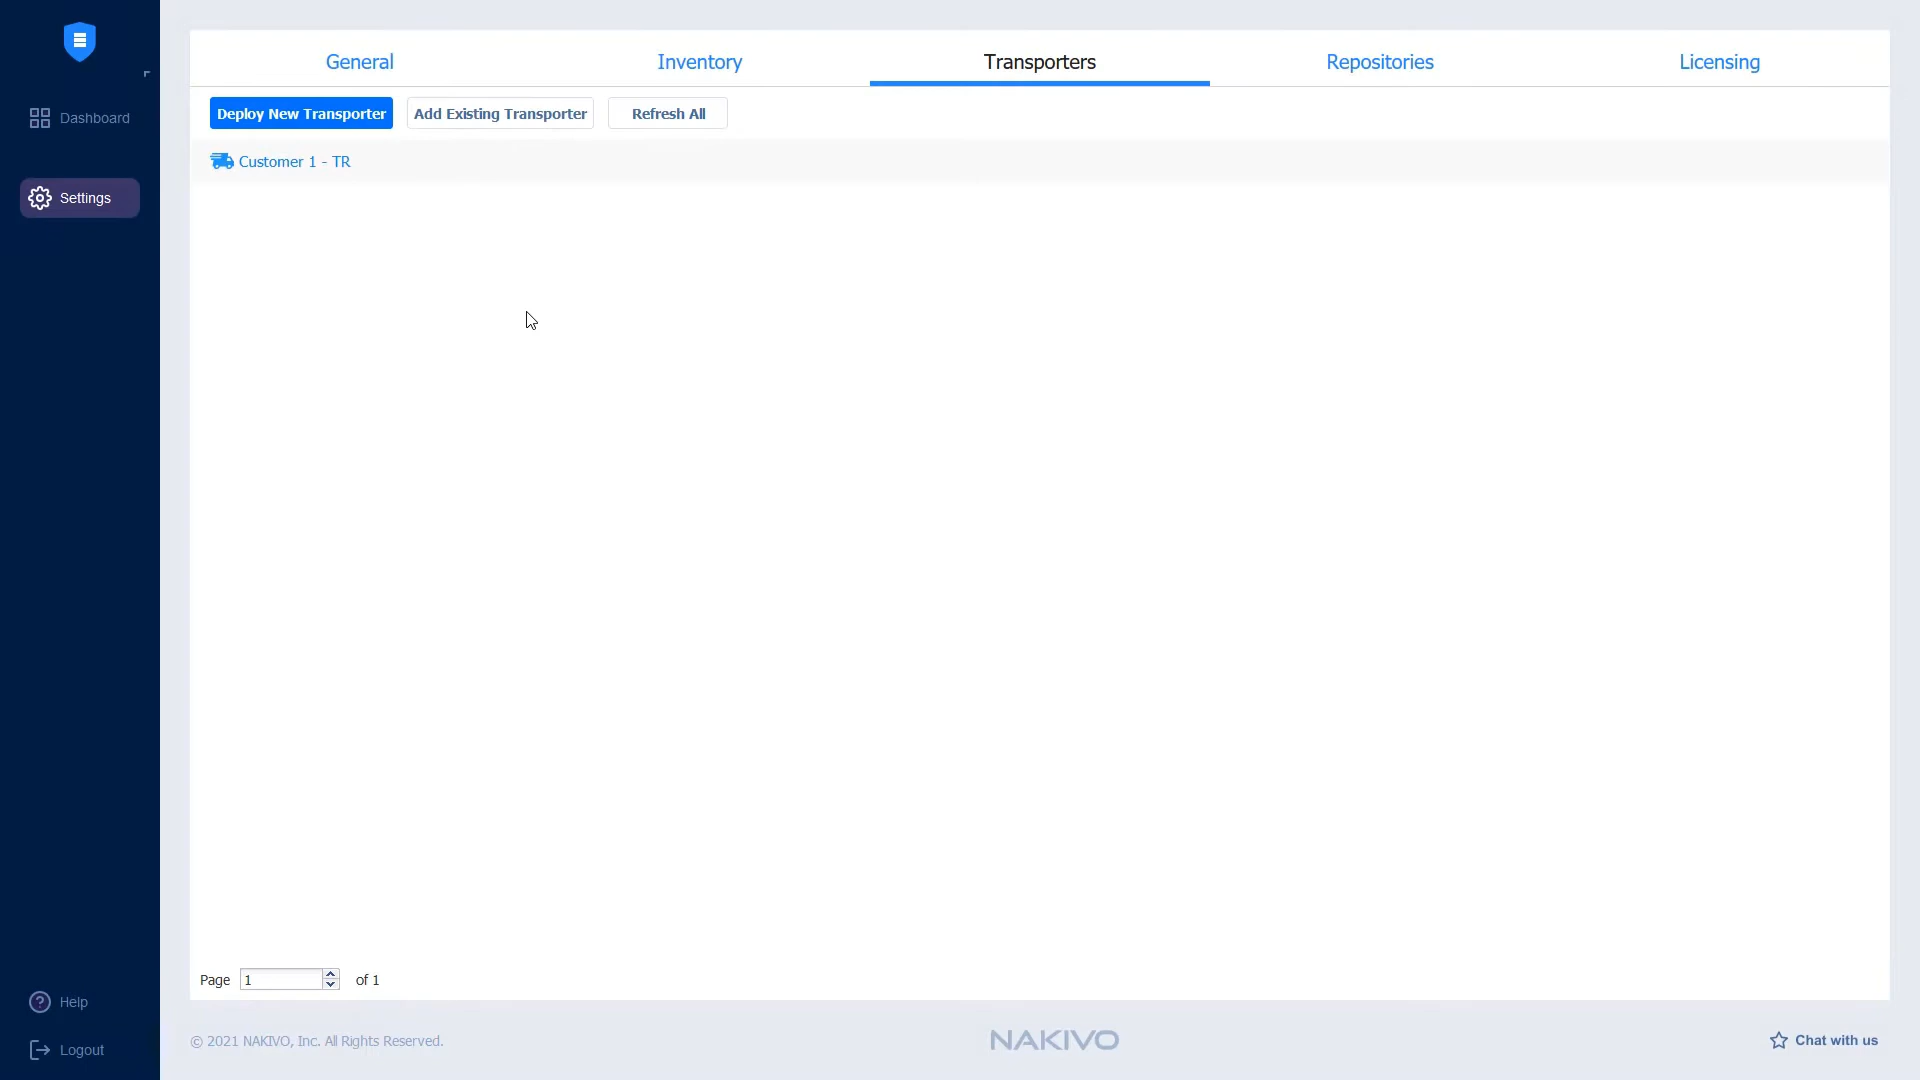 General
Inventory
Transporters
Repositories
Licensing
Deploy New Transporter
Add Existing Transporter
Refresh All
Dashboard
Customer 1 - TR
Settings
Page 1 of 1
Help
Logout
© 2021 NAKIVO, Inc. All Rights Reserved.
NAKIVO
Chat with us